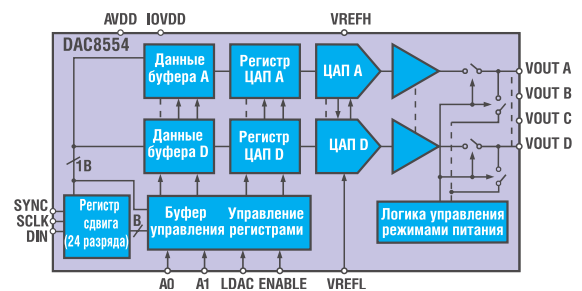 AVDD IOVDD VREFH
DAC8554
Данные буфера A
Регистр ЦАП A
ЦАП A
VOUT A
VOUT B
VOUT C
VOUT D
Данные буфера D
Регистр ЦАП D
ЦАП D
1B
SYNC
SCLK
DIN
Регистр сдвига (24 разряда)
B
Буфер управления
Управление регистрами
Логика управления режимами питания
A0 A1 LDAC ENABLE VREFL